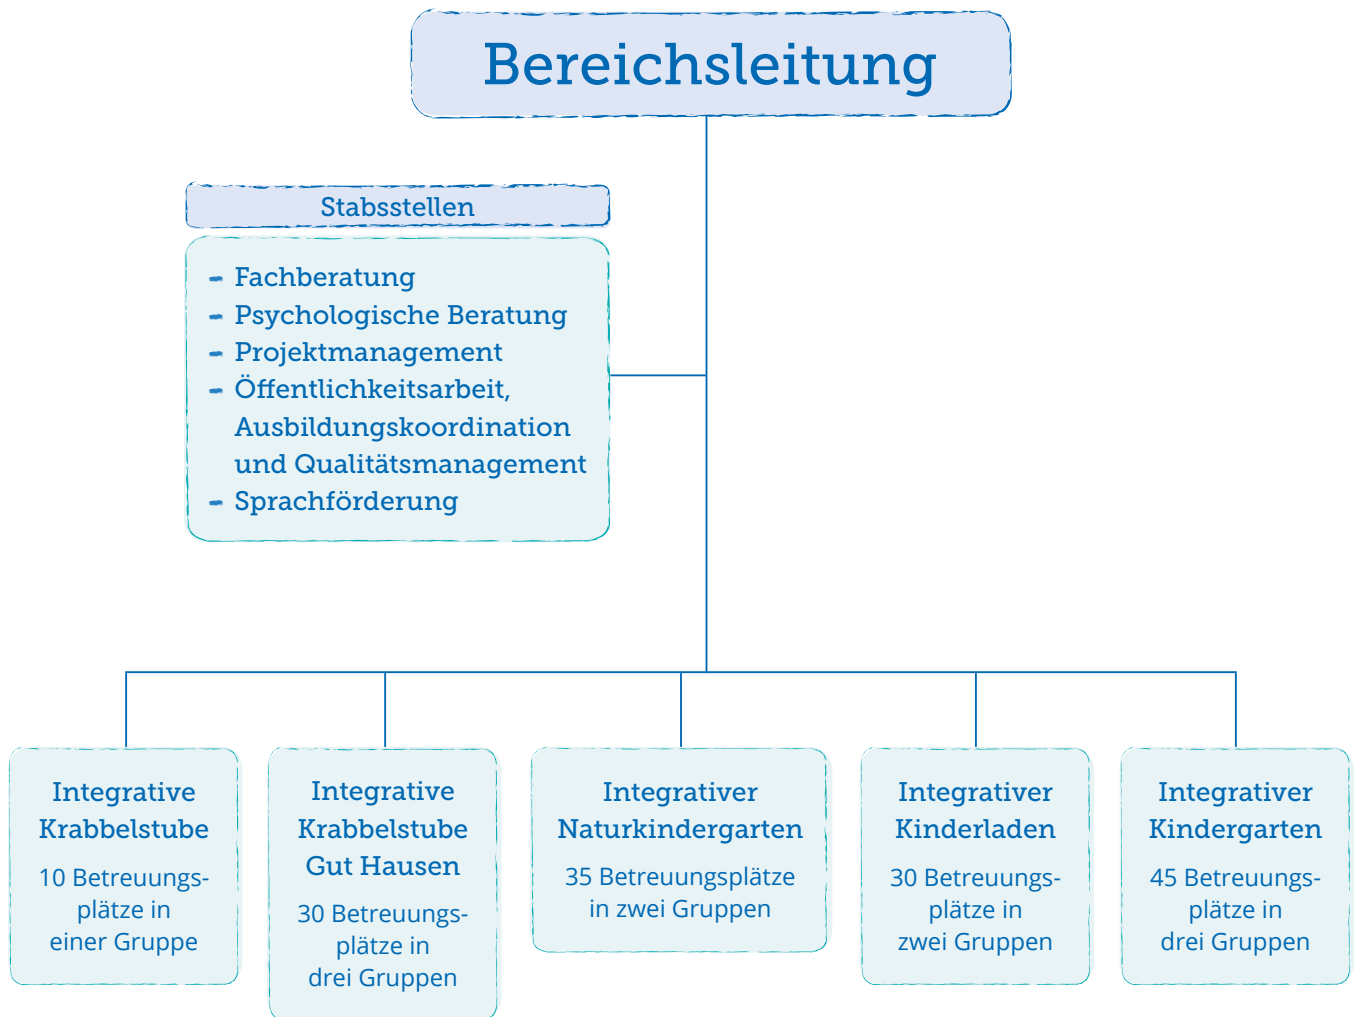 Bereichsleitung
Stabsstellen
- Fachberatung
- Psychologische Beratung
- Projektmanagement
- Öffentlichkeitsarbeit,
Ausbildungskoordination
und Qualitätsmanagement
- Sprachförderung
Integrative
Krabbelstube
10 Betreuungs-
plätze in
einer Gruppe
Integrative
Krabbelstube
Gut Hausen
30 Betreuungs-
plätze in
drei Gruppen
Integrativer
Naturkindergarten
35 Betreuungsplätze
in zwei Gruppen
Integrativer
Kinderladen
30 Betreuungs-
plätze in
zwei Gruppen
Integrativer
Kindergarten
45 Betreuungs-
plätze in
drei Gruppen